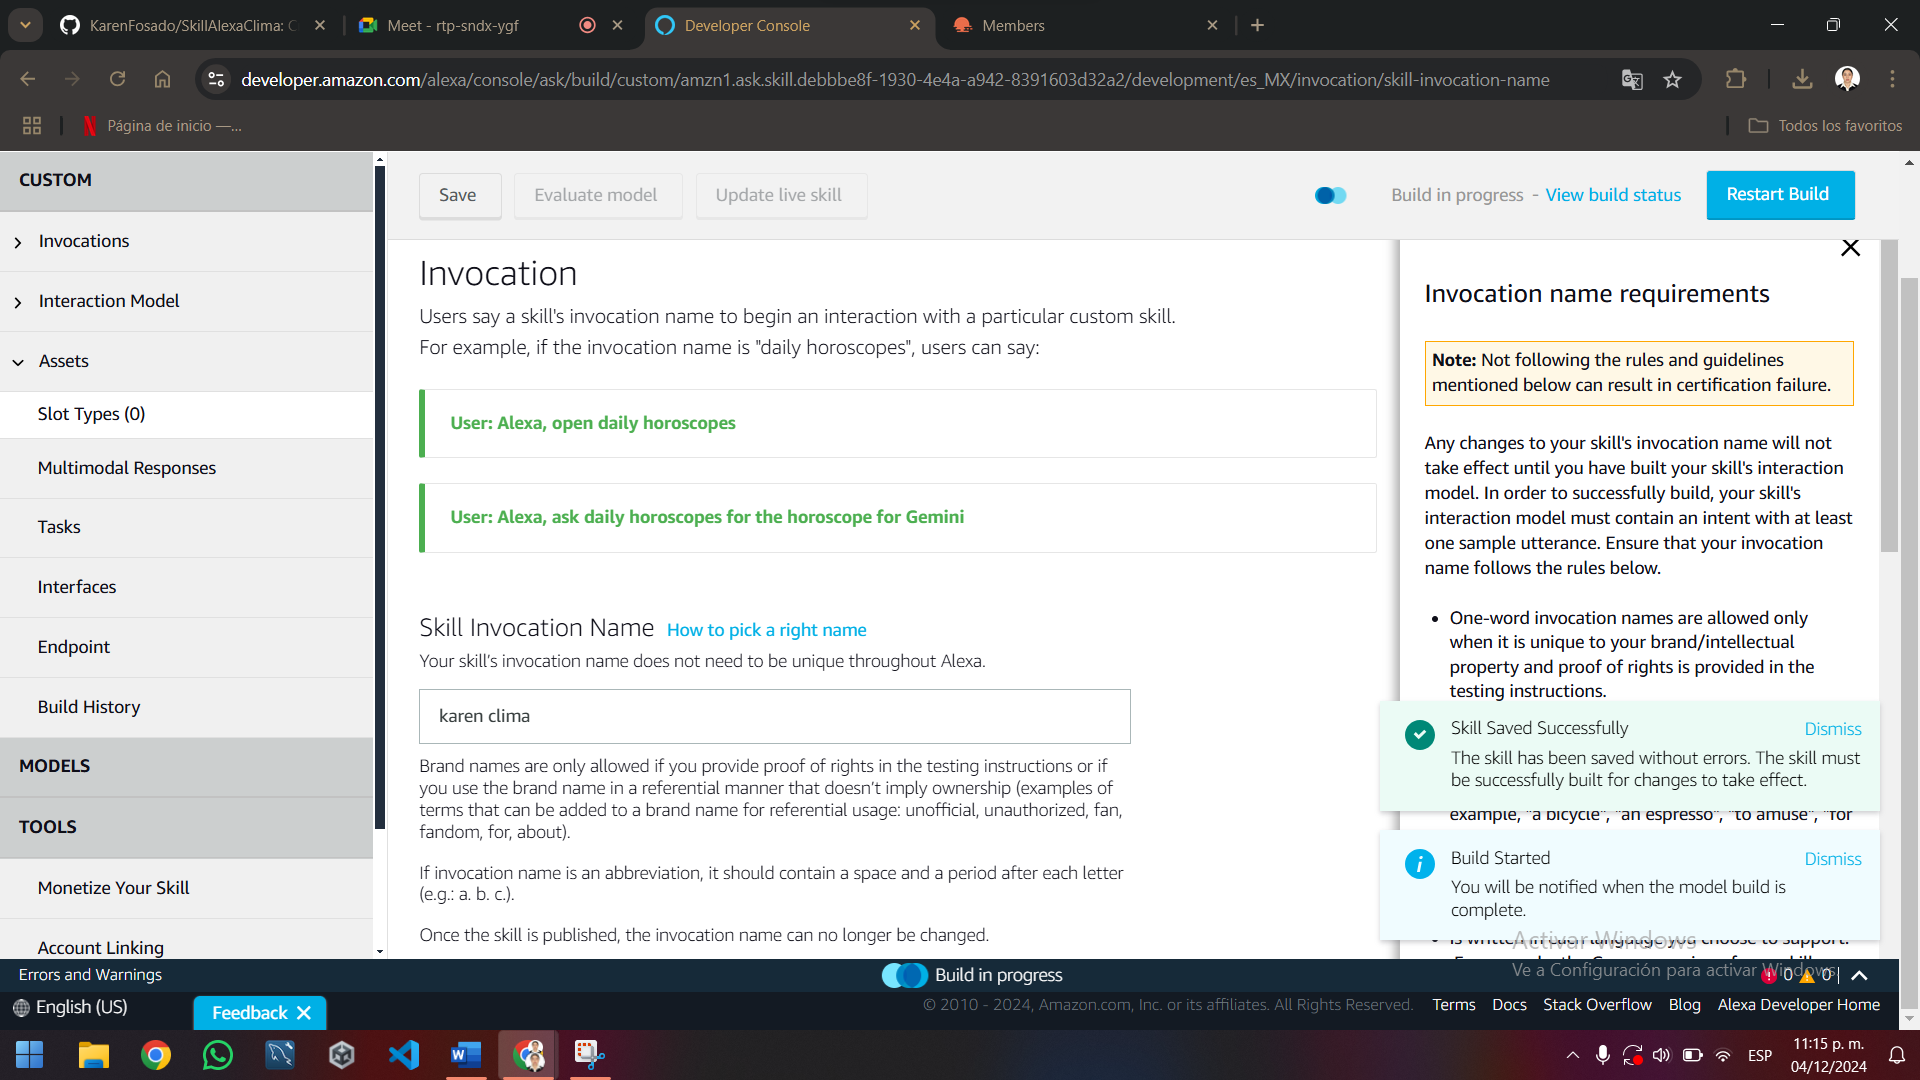 KarenFosado/SkillAlexaClima: C
Meet - rtp-sndx-ygf
Developer Console
Members
developer.amazon.com/alexa/console/ask/build/custom/amzn1.ask.skill.debbbe8f-1930-4e4a-a942-8391603d32a2/development/es_MX/invocation/skill-invocation-name
Página de inicio —...
Todos los favoritos
CUSTOM
Invocations
Interaction Model
Assets
Slot Types (0)
Multimodal Responses
Tasks
Interfaces
Endpoint
Build History
MODELS
TOOLS
Monetize Your Skill
Account Linking
Save
Evaluate model
Update live skill
Build in progress - View build status
Restart Build
Invocation
Users say a skill's invocation name to begin an interaction with a particular custom skill.
For example, if the invocation name is "daily horoscopes", users can say:
User: Alexa, open daily horoscopes
User: Alexa, ask daily horoscopes for the horoscope for Gemini
Skill Invocation Name How to pick a right name
Your skill's invocation name does not need to be unique throughout Alexa.
karen clima
Brand names are only allowed if you provide proof of rights in the testing instructions or if
you use the brand name in a referential manner that doesn't imply ownership (examples of
terms that can be added to a brand name for referential usage: unofficial, unauthorized, fan,
fandom, for, about).
If invocation name is an abbreviation, it should contain a space and a period after each letter
(e.g.: a. b. c.).
Once the skill is published, the invocation name can no longer be changed.
Invocation name requirements
Note: Not following the rules and guidelines
mentioned below can result in certification failure.
Any changes to your skill's invocation name will not
take effect until you have built your skill's interaction
model. In order to successfully build, your skill's
interaction model must contain an intent with at least
one sample utterance. Ensure that your invocation
name follows the rules below.
• One-word invocation names are allowed only
when it is unique to your brand/intellectual
property and proof of rights is provided in the
testing instructions.
Skill Saved Successfully
Dismiss
The skill has been saved without errors. The skill must
be successfully built for changes to take effect.
example, "a bicycle", "an espresso", "to amuse", "for
Build Started
Dismiss
You will be notified when the model build is
complete.
Activar Windows
Ve a Configuración para activar Windows.
• is written in each language you choose to support.
Errors and Warnings
Build in progress
0
0
English (US)
Feedback
© 2010 - 2024, Amazon.com, Inc. or its affiliates. All Rights Reserved.
Terms
Docs
Stack Overflow
Blog
Alexa Developer Home
ESP
11:15 p. m.
04/12/2024